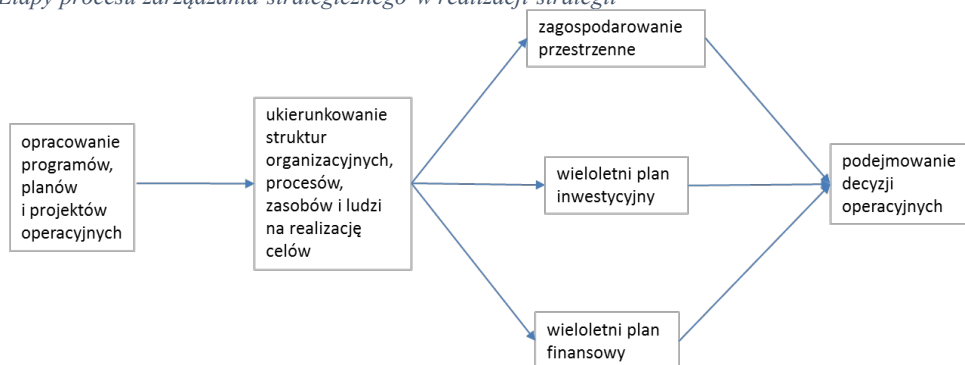 Etapy procesu zarządzania strategicznego w realizacji strategii
opracowanie
programów,
planów
i projektów
operacyjnych
ukierunkowanie
struktur
organizacyjnych,
procesów,
zasobów i ludzi
na realizację
celów
zagospodarowanie
przestrzenne
wieloletni plan
inwestycyjny
wieloletni plan
finansowy
podejmowanie
decyzji
operacyjnych